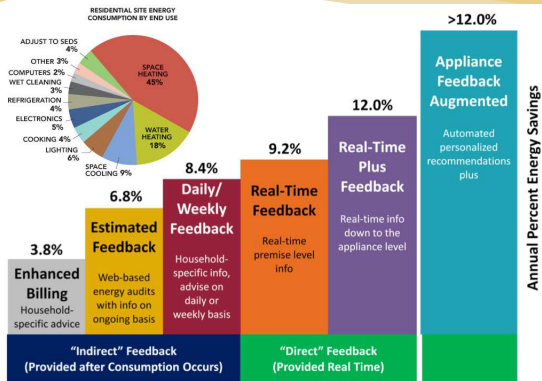 RESIDENTIAL SITE ENERGY
CONSUMPTION BY END USE
ADJUST TO SEDS
4%
OTHER 3%
COMPUTERS 2%
WET CLEANING
3%
REFRIGERATION
4%
ELECTRONICS
5%
COOKING 4%
LIGHTING
6%
SPACE
COOLING 9%
WATER
HEATING
18%
SPACE
HEATING
45%
3.8%
Enhanced
Billing
Household-
specific advice
6.8%
Estimated
Feedback
Web-based
energy audits
with info on
ongoing basis
8.4%
Daily/
Weekly
Feedback
Household-
specific info,
advise on
daily or
weekly basis
9.2%
Real-Time
Feedback
Real-time
premise level
info
12.0%
Real-Time
Plus
Feedback
Real-time info
down to the
appliance level
>12.0%
Appliance
Feedback
Augmented
Automated
personalized
recommendations
plus
Annual Percent Energy Savings
"Indirect" Feedback
(Provided after Consumption Occurs)
"Direct" Feedback
(Provided Real Time)